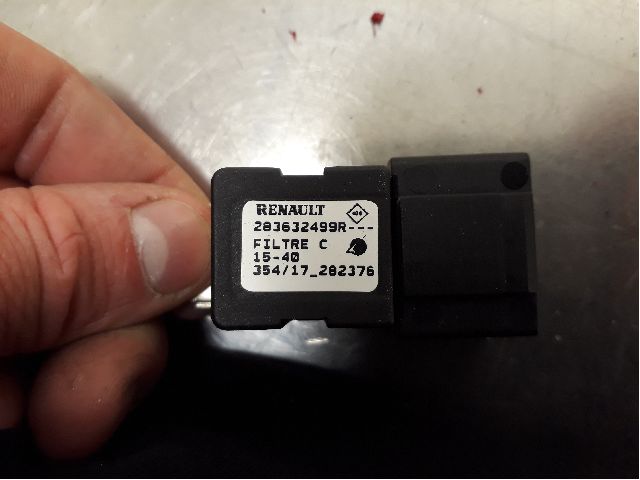 RENAULT
283632499R---
FILTRE C
15-40
354/17_282376